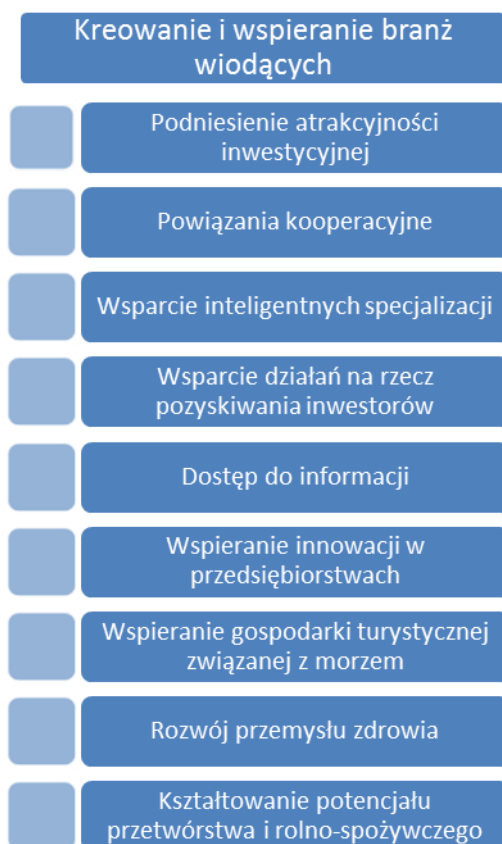 Kreowanie i wspieranie branż
wiodących
Podniesienie atrakcyjności
inwestycyjnej
Powiązania kooperacyjne
Wsparcie inteligentnych specjalizacji
Wsparcie działań na rzecz
pozyskiwania inwestorów
Dostęp do informacji
Wspieranie innowacji w
przedsiębiorstwach
Wspieranie gospodarki turystycznej
związanej z morzem
Rozwój przemysłu zdrowia
Kształtowanie potencjału
przetwórstwa i rolno-spożywczego